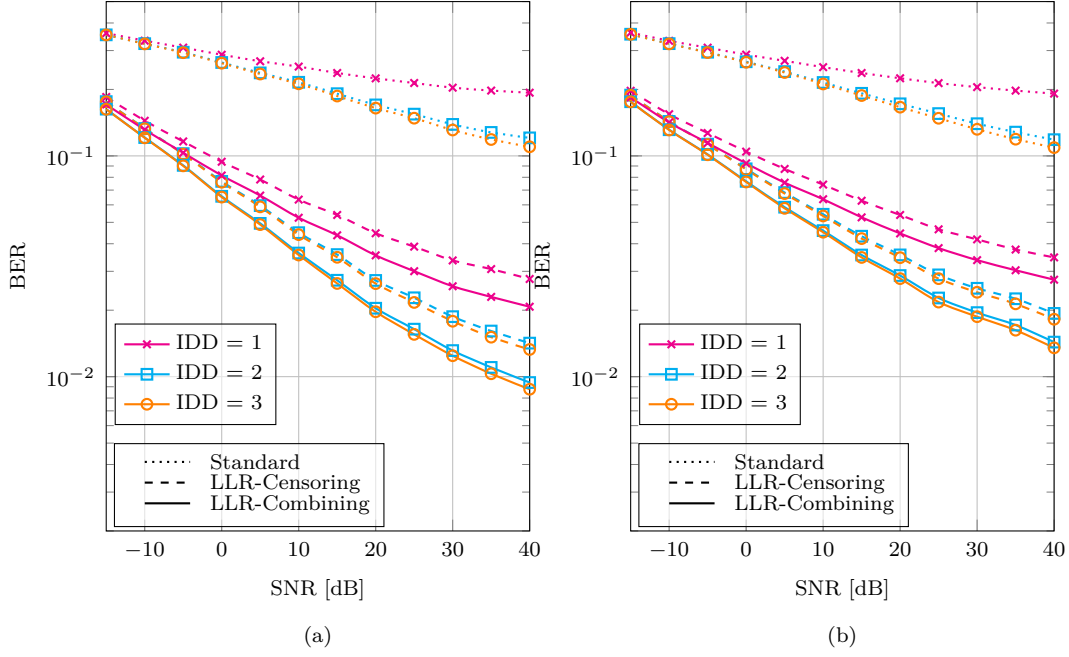 10⁻¹
10⁻²
BER
IDD = 1
IDD = 2
IDD = 3
Standard
LLR-Censoring
LLR-Combining
−10 0 10 20 30 40
SNR [dB]
(a)
10⁻¹
10⁻²
BER
IDD = 1
IDD = 2
IDD = 3
Standard
LLR-Censoring
LLR-Combining
−10 0 10 20 30 40
SNR [dB]
(b)